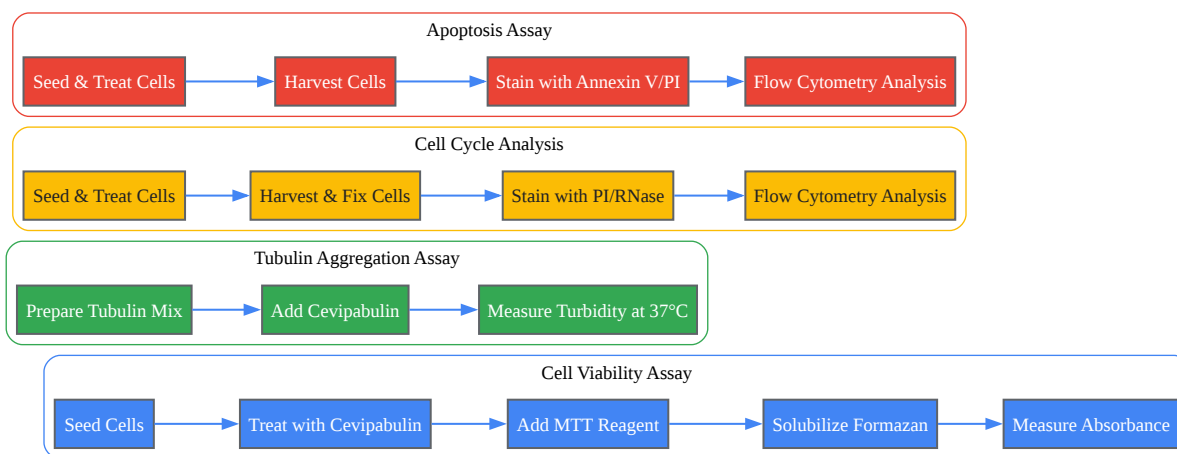 Apoptosis Assay
Seed & Treat Cells
Harvest Cells
Stain with Annexin V/PI
Flow Cytometry Analysis
Cell Cycle Analysis
Seed & Treat Cells
Harvest & Fix Cells
Stain with PI/RNase
Flow Cytometry Analysis
Tubulin Aggregation Assay
Prepare Tubulin Mix
Add Cevipabulin
Measure Turbidity at 37°C
Cell Viability Assay
Seed Cells
Treat with Cevipabulin
Add MTT Reagent
Solubilize Formazan
Measure Absorbance